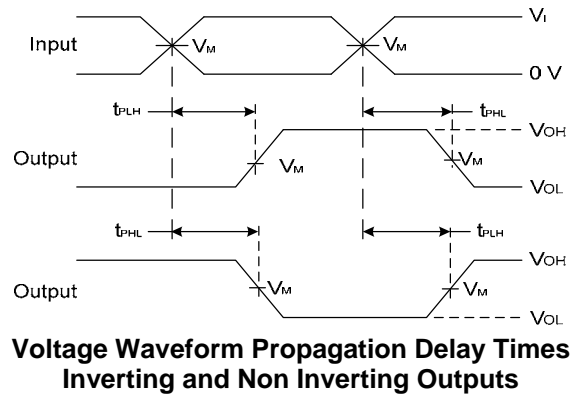 VI
Input
VM
VM
0 V
tPLH
tPHL
VOH
Output
VM
VM
VOL
tPHL
tPLH
VOH
Output
VM
VM
VOL
Voltage Waveform Propagation Delay Times
Inverting and Non Inverting Outputs